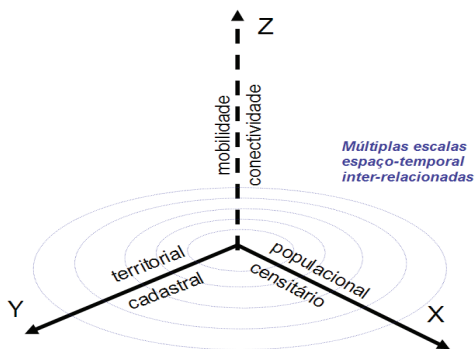 Z
mobilidade
conectividade
Múltiplas escalas
espaço-temporal
inter-relacionadas
territorial
cadastral
populacional
censitário
Y
X